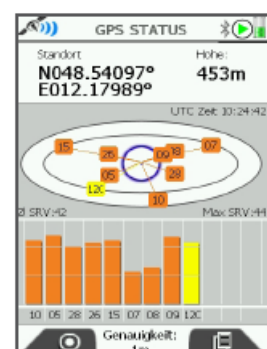 GPS STATUS
Standort
Höhe:
N048.54097°
453m
E012.17989°
UTC Zeit 10:24:42
15
26
09
18
07
05
28
12C
10
Ø SRV:42
Max SRV:44
10 05 28 26 15 07 08 09 12C
Genauigkeit:
1m